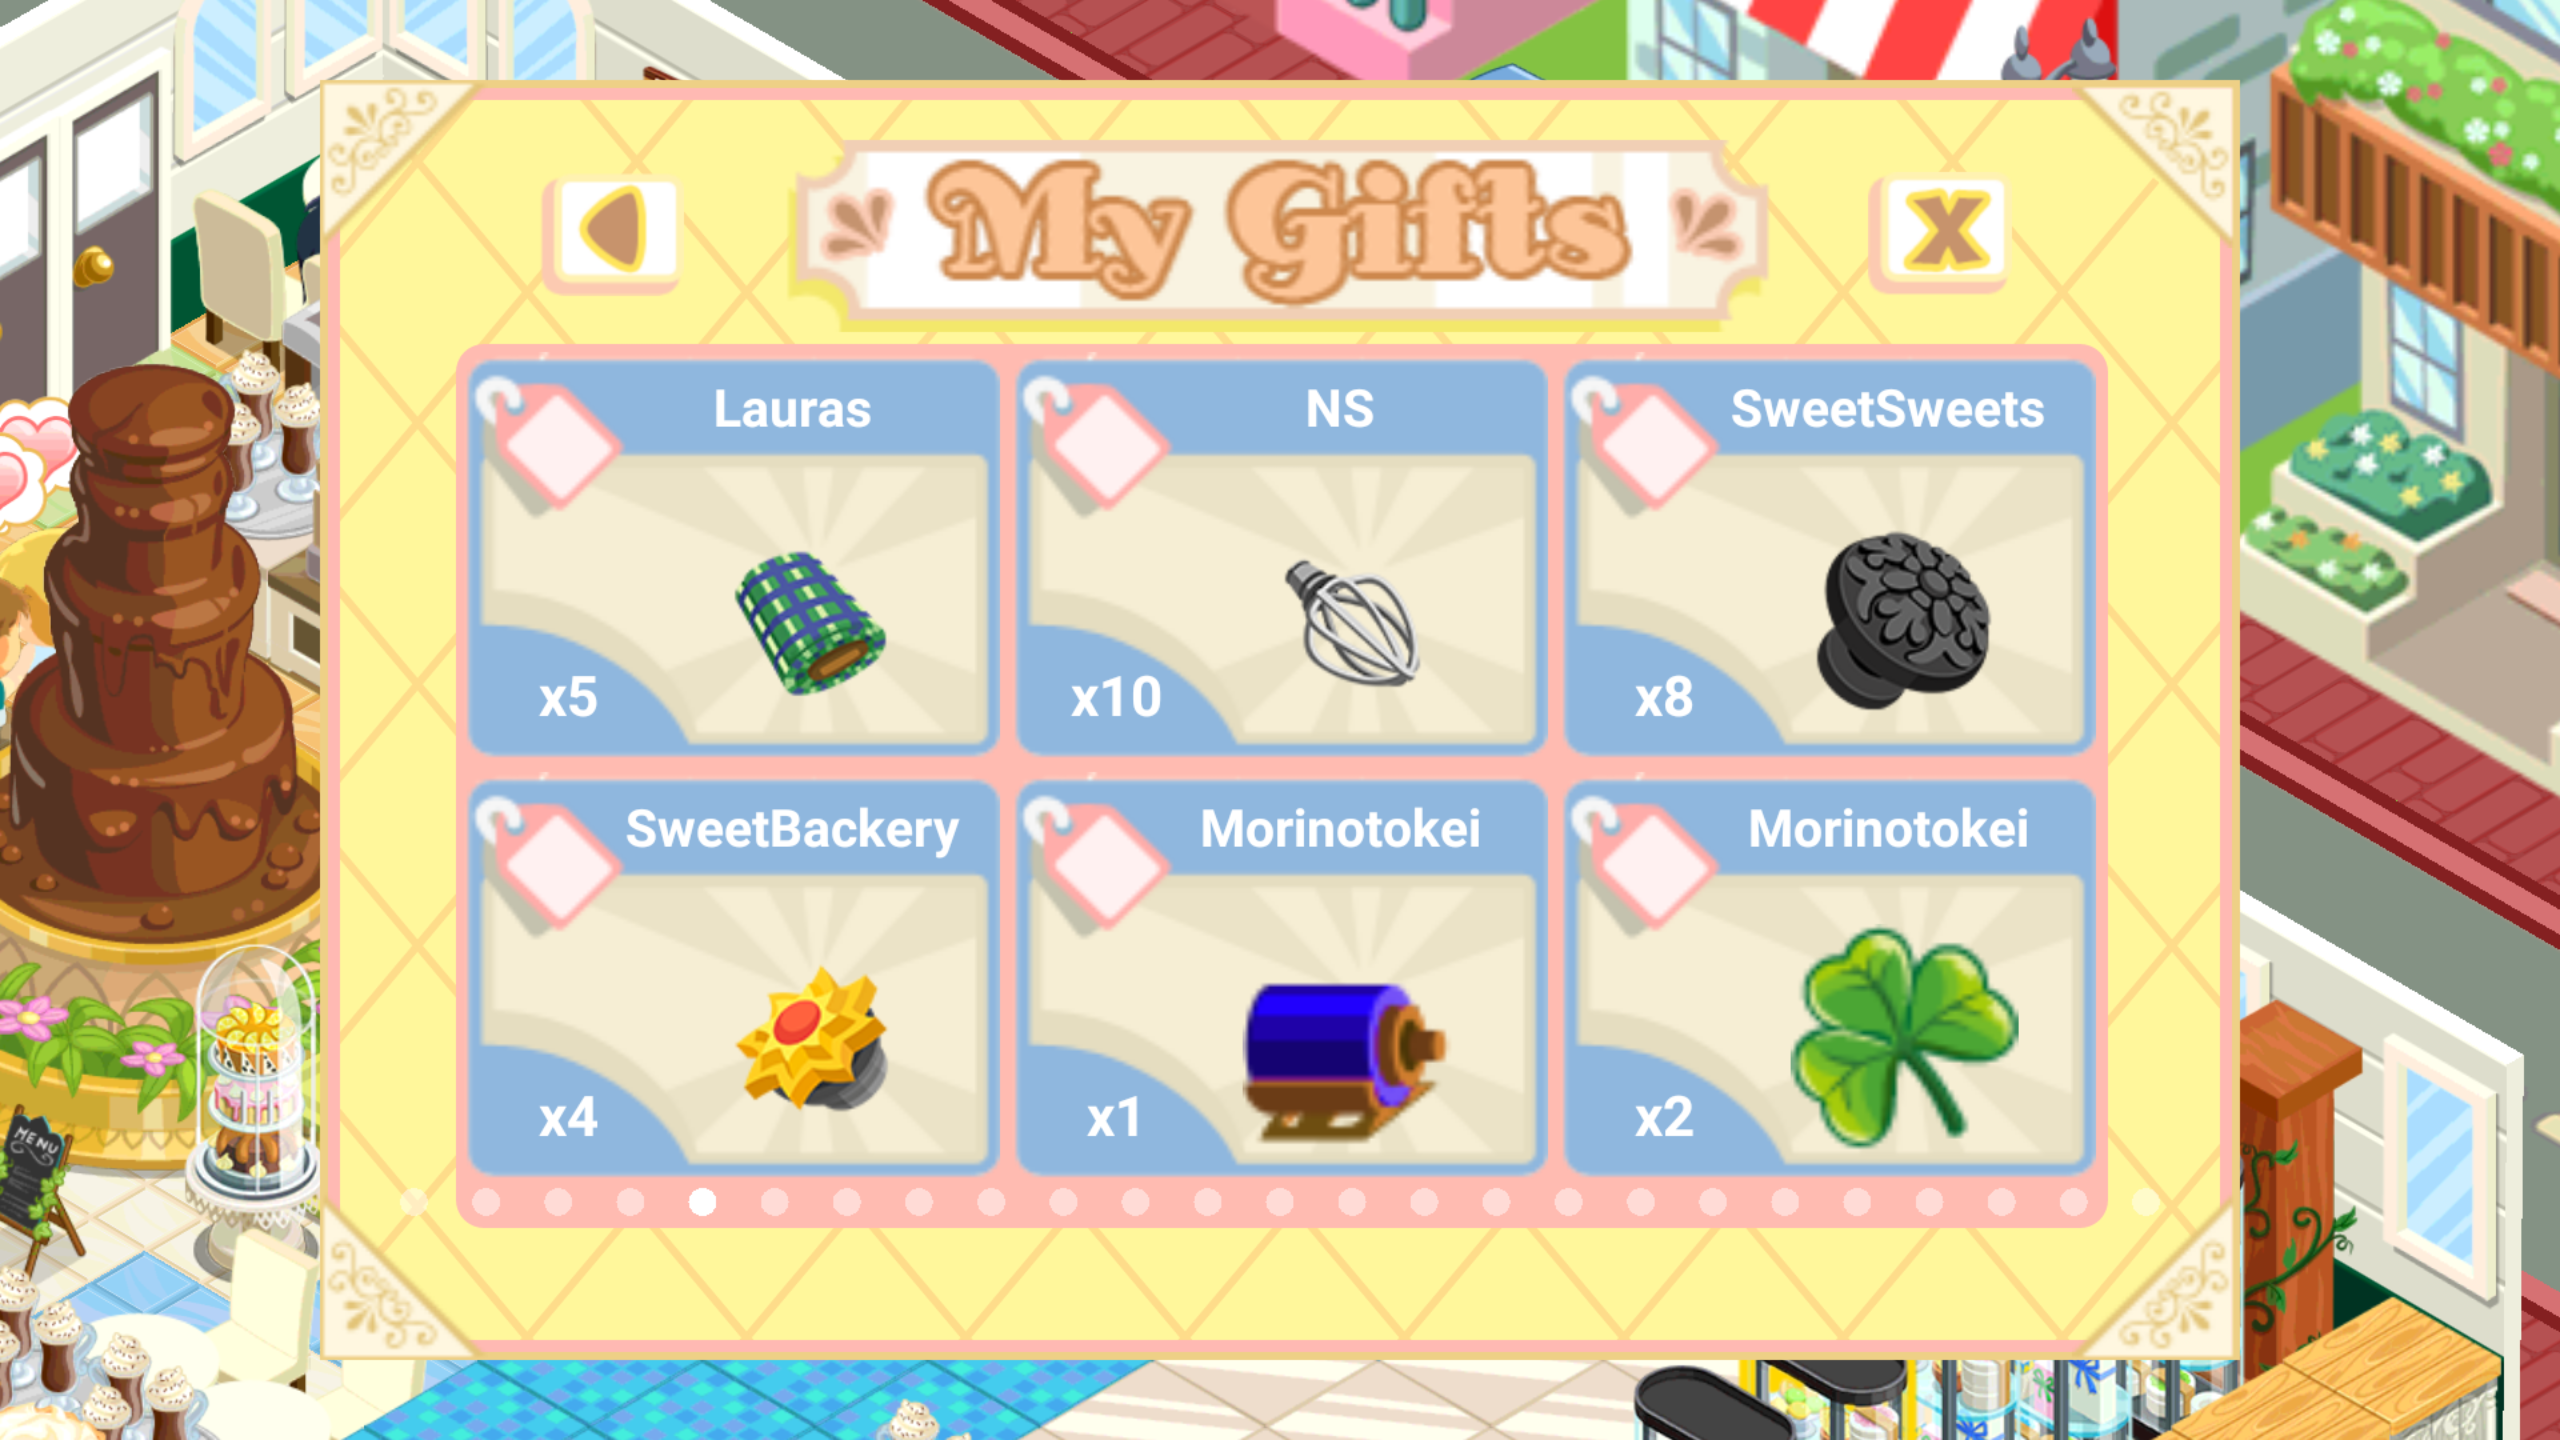 My Gifts
X
Lauras
NS
SweetSweets
x5
x10
x8
SweetBackery
Morinotokei
Morinotokei
x4
x1
x2
MENU